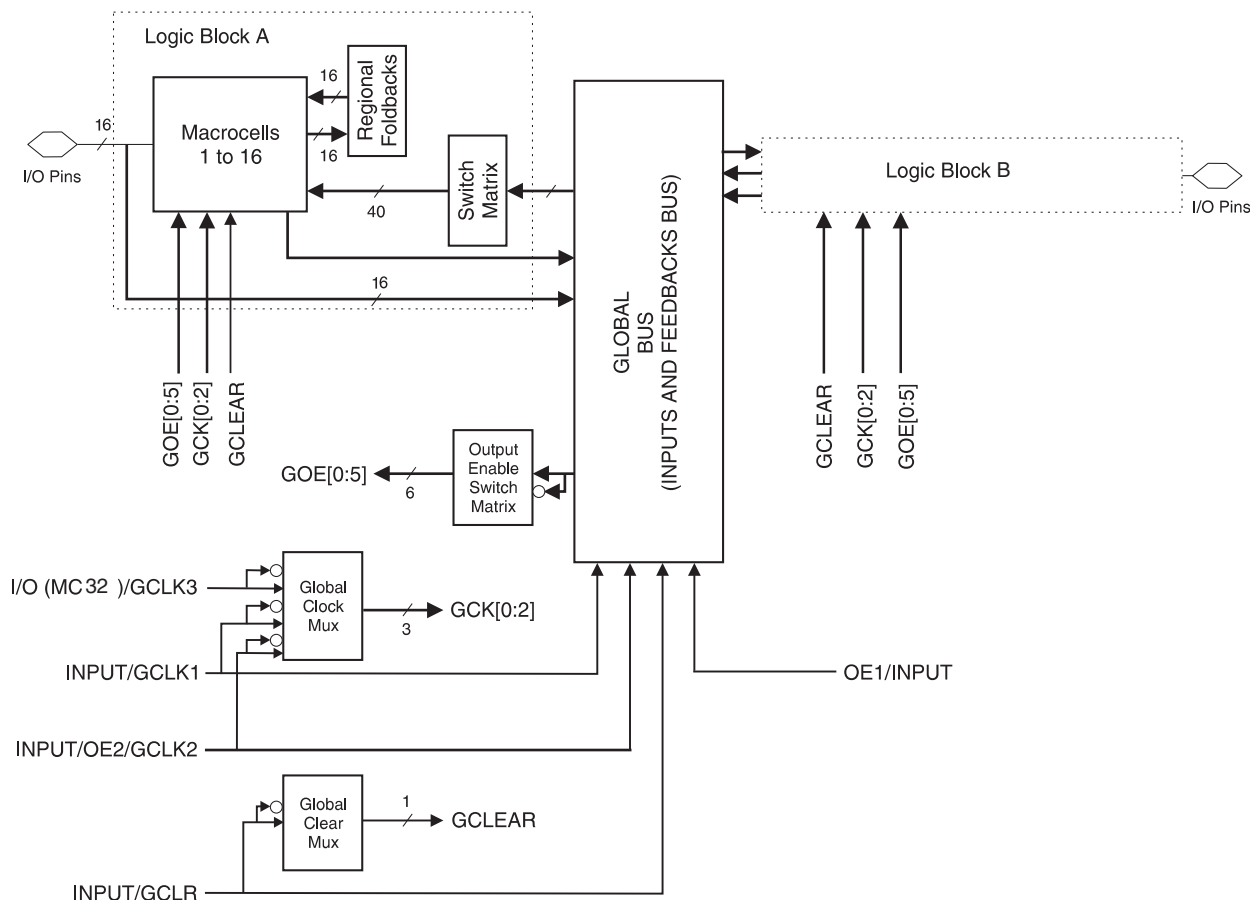 Logic Block A
16
Regional
Foldbacks
Macrocells
1 to 16
16
16
I/O Pins
Switch
Matrix
40
16
GOE[0:5]
GCK[0:2]
GCLEAR
GLOBAL
BUS
(INPUTS AND FEEDBACKS BUS)
Logic Block B
I/O Pins
GCLEAR
GCK[0:2]
GOE[0:5]
GOE[0:5]
6
Output
Enable
Switch
Matrix
I/O (MC32 )/GCLK3
Global
Clock
Mux
3
GCK[0:2]
INPUT/GCLK1
OE1/INPUT
INPUT/OE2/GCLK2
Global
Clear
Mux
1
GCLEAR
INPUT/GCLR